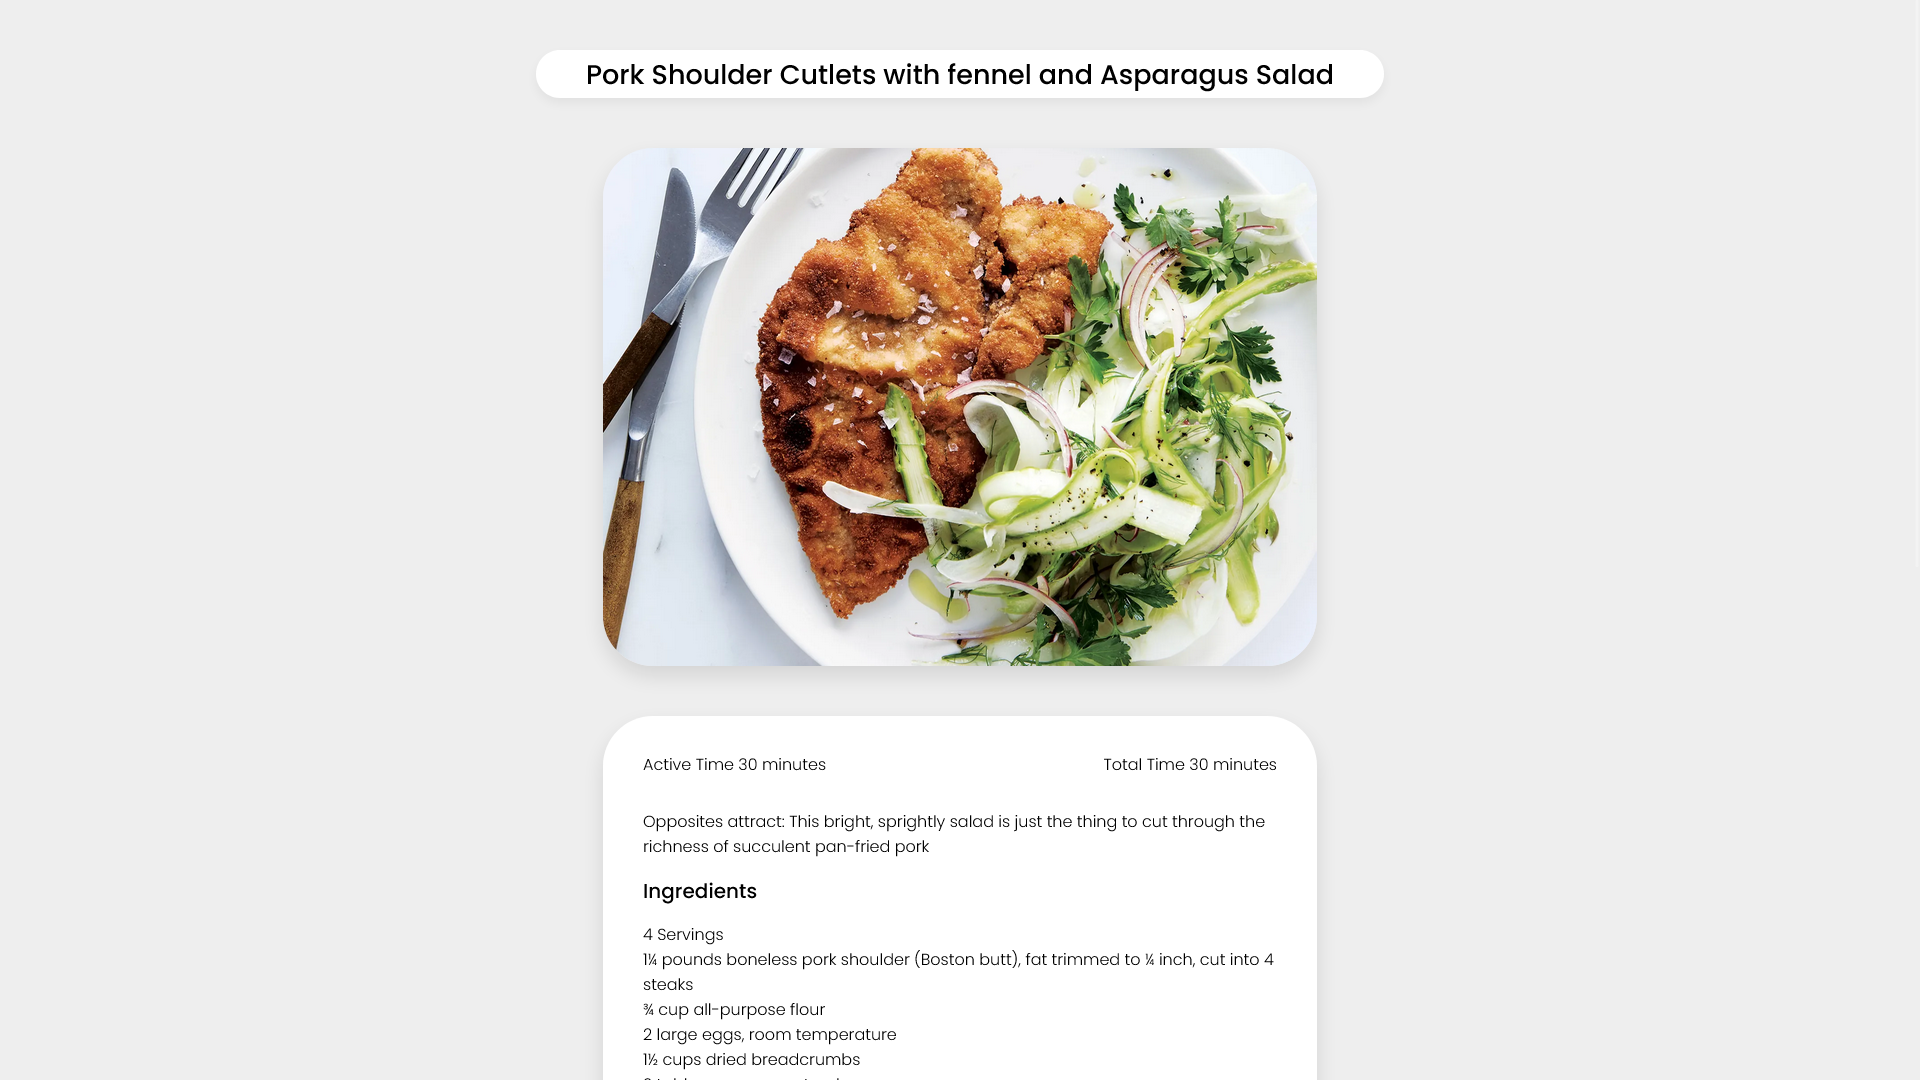 Pork Shoulder Cutlets with fennel and Asparagus Salad
Active Time 30 minutes
Total Time 30 minutes
Opposites attract: This bright, sprightly salad is just the thing to cut through the
richness of succulent pan-fried pork
Ingredients
4 Servings
1¼ pounds boneless pork shoulder (Boston butt), fat trimmed to ¼ inch, cut into 4
steaks
¾ cup all-purpose flour
2 large eggs, room temperature
1½ cups dried breadcrumbs